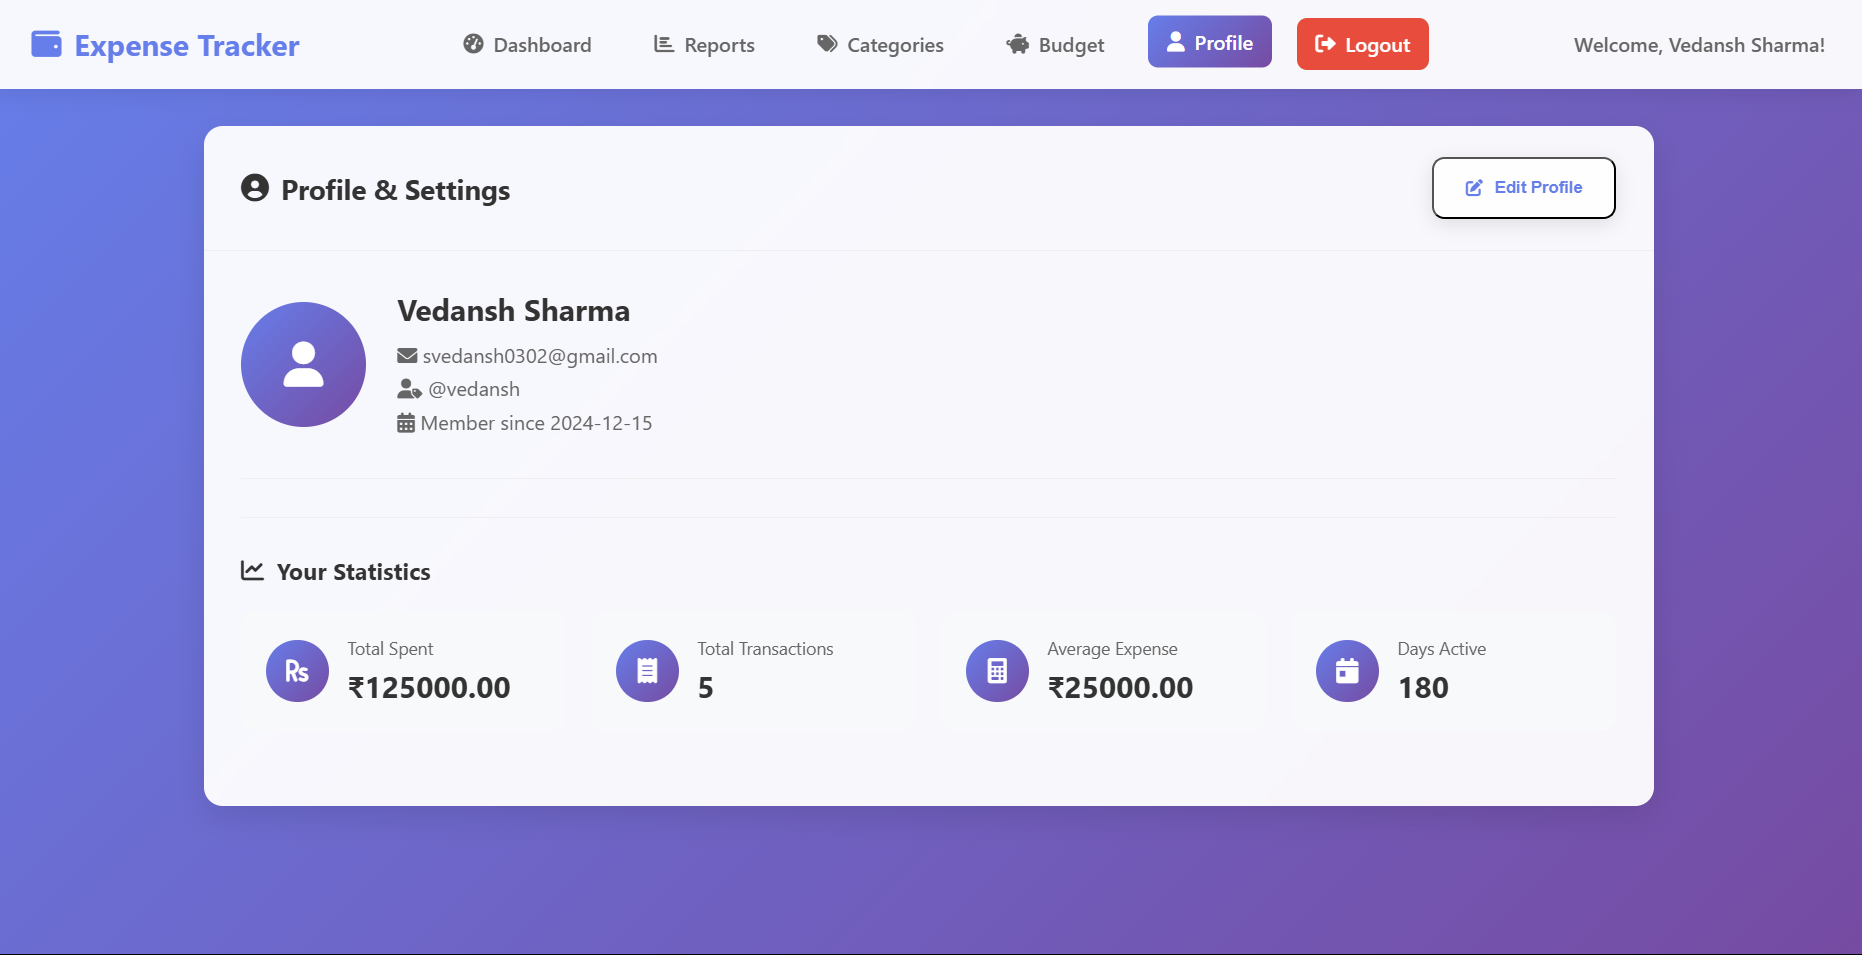 Expense Tracker
Dashboard
Reports
Categories
Budget
Profile
Logout
Welcome, Vedansh Sharma!
Profile & Settings
Edit Profile
Vedansh Sharma
svedansh0302@gmail.com
@vedansh
Member since 2024-12-15
Your Statistics
Rs
Total Spent
₹125000.00
Total Transactions
5
Average Expense
₹25000.00
Days Active
180